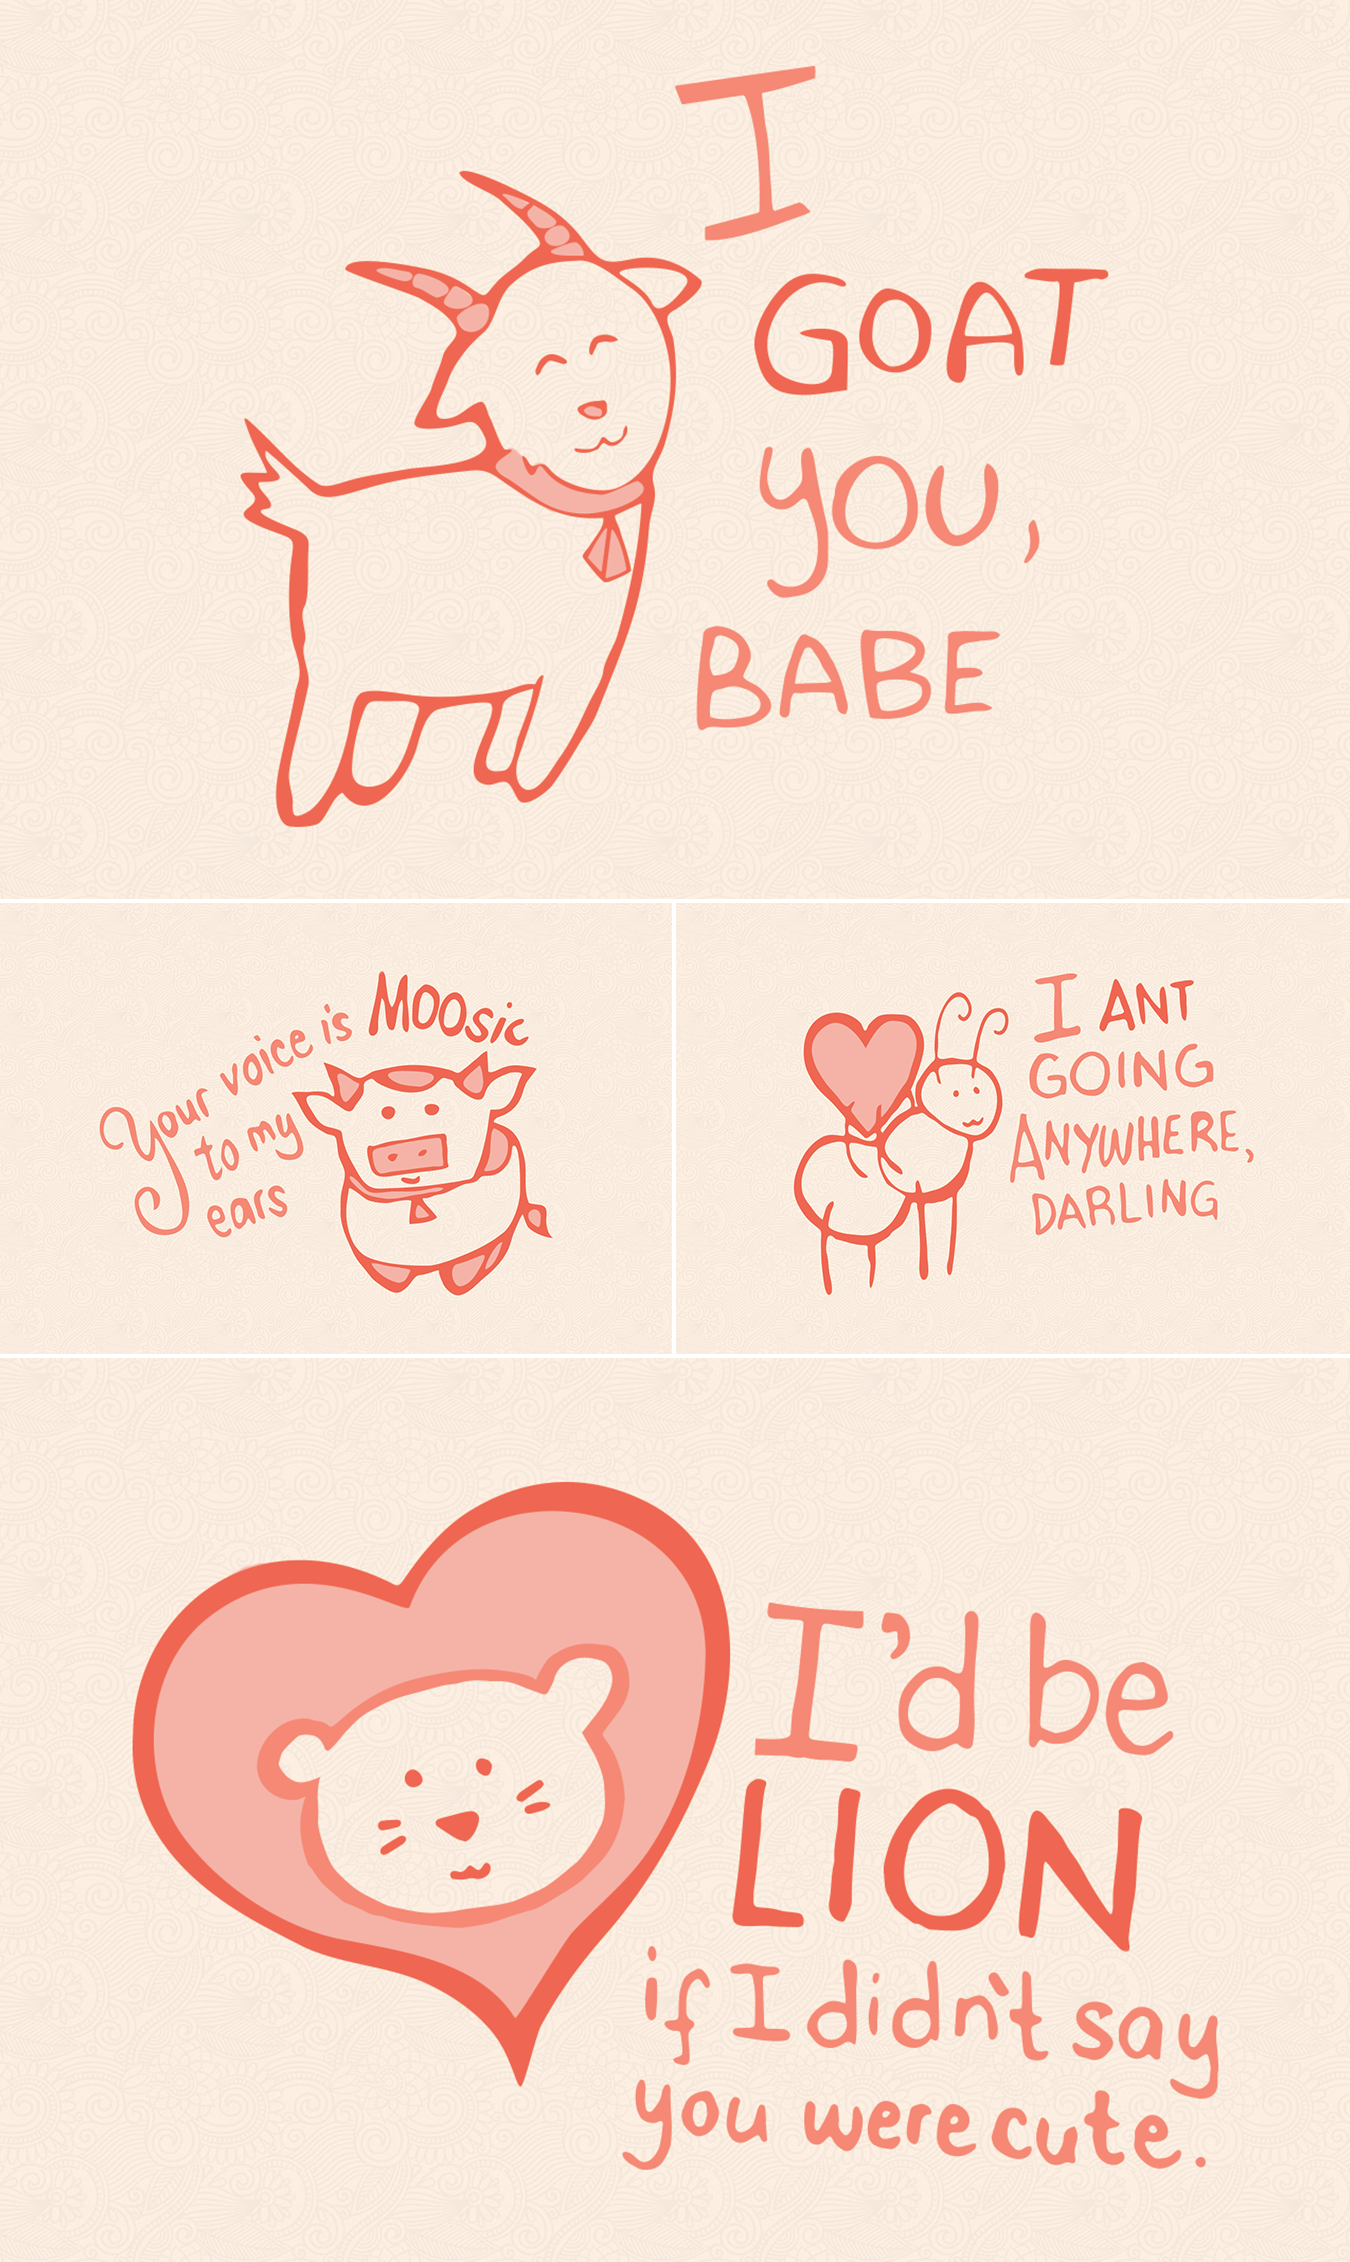 I
GOAT
you,
BABE
Your voice is MOOsic
to my
ears
I ANT
GOING
ANYWHERE,
DARLING
I'd be
LION
if I didn't say
you were cute.